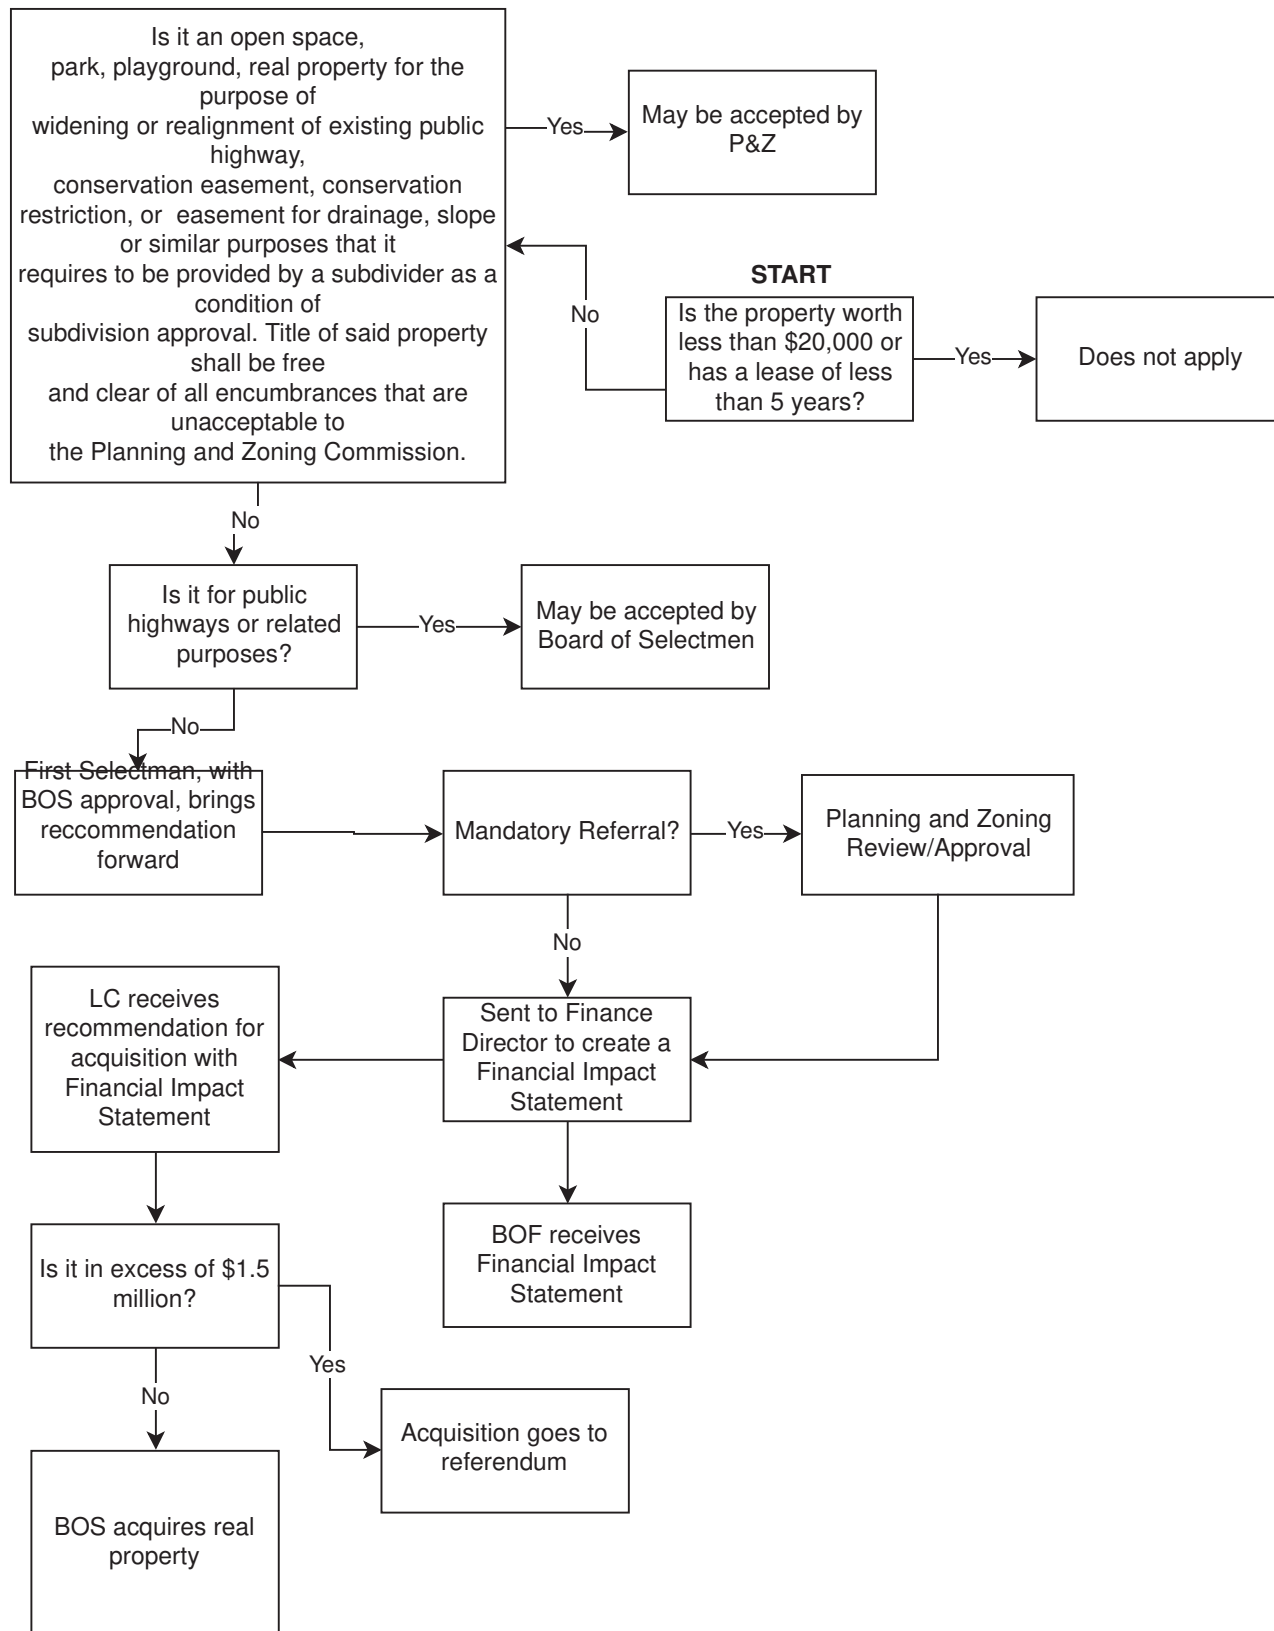 Is it an open space,
park, playground, real property for the
purpose of
widening or realignment of existing public
highway,
conservation easement, conservation
restriction, or  easement for drainage, slope
or similar purposes that it
requires to be provided by a subdivider as a
condition of
subdivision approval. Title of said property
shall be free
and clear of all encumbrances that are
unacceptable to
the Planning and Zoning Commission.
Yes
May be accepted by
P&Z
START
Is the property worth
less than $20,000 or
has a lease of less
than 5 years?
No
Yes
Does not apply
No
Is it for public
highways or related
purposes?
Yes
May be accepted by
Board of Selectmen
No
First Selectman, with
BOS approval, brings
reccommendation
forward
Mandatory Referral?
Yes
Planning and Zoning
Review/Approval
No
LC receives
recommendation for
acquisition with
Financial Impact
Statement
Sent to Finance
Director to create a
Financial Impact
Statement
BOF receives
Financial Impact
Statement
Is it in excess of $1.5
million?
Yes
No
Acquisition goes to
referendum
BOS acquires real
property